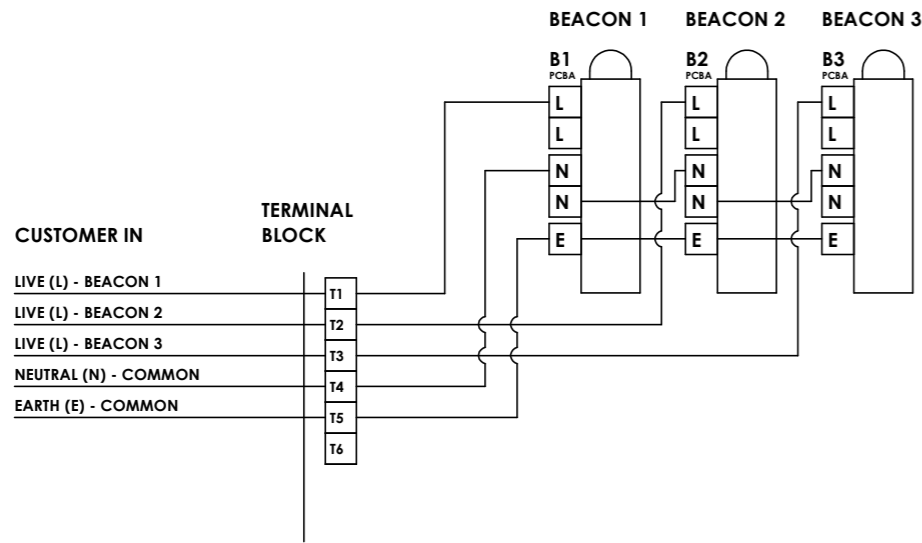 BEACON 1 BEACON 2 BEACON 3
B1 B2 B3
PCBA PCBA PCBA
L L L
L L L
N N N
N N N
E E E
CUSTOMER IN
TERMINAL
BLOCK
LIVE (L) - BEACON 1
T1
LIVE (L) - BEACON 2
T2
LIVE (L) - BEACON 3
T3
NEUTRAL (N) - COMMON
T4
EARTH (E) - COMMON
T5
T6